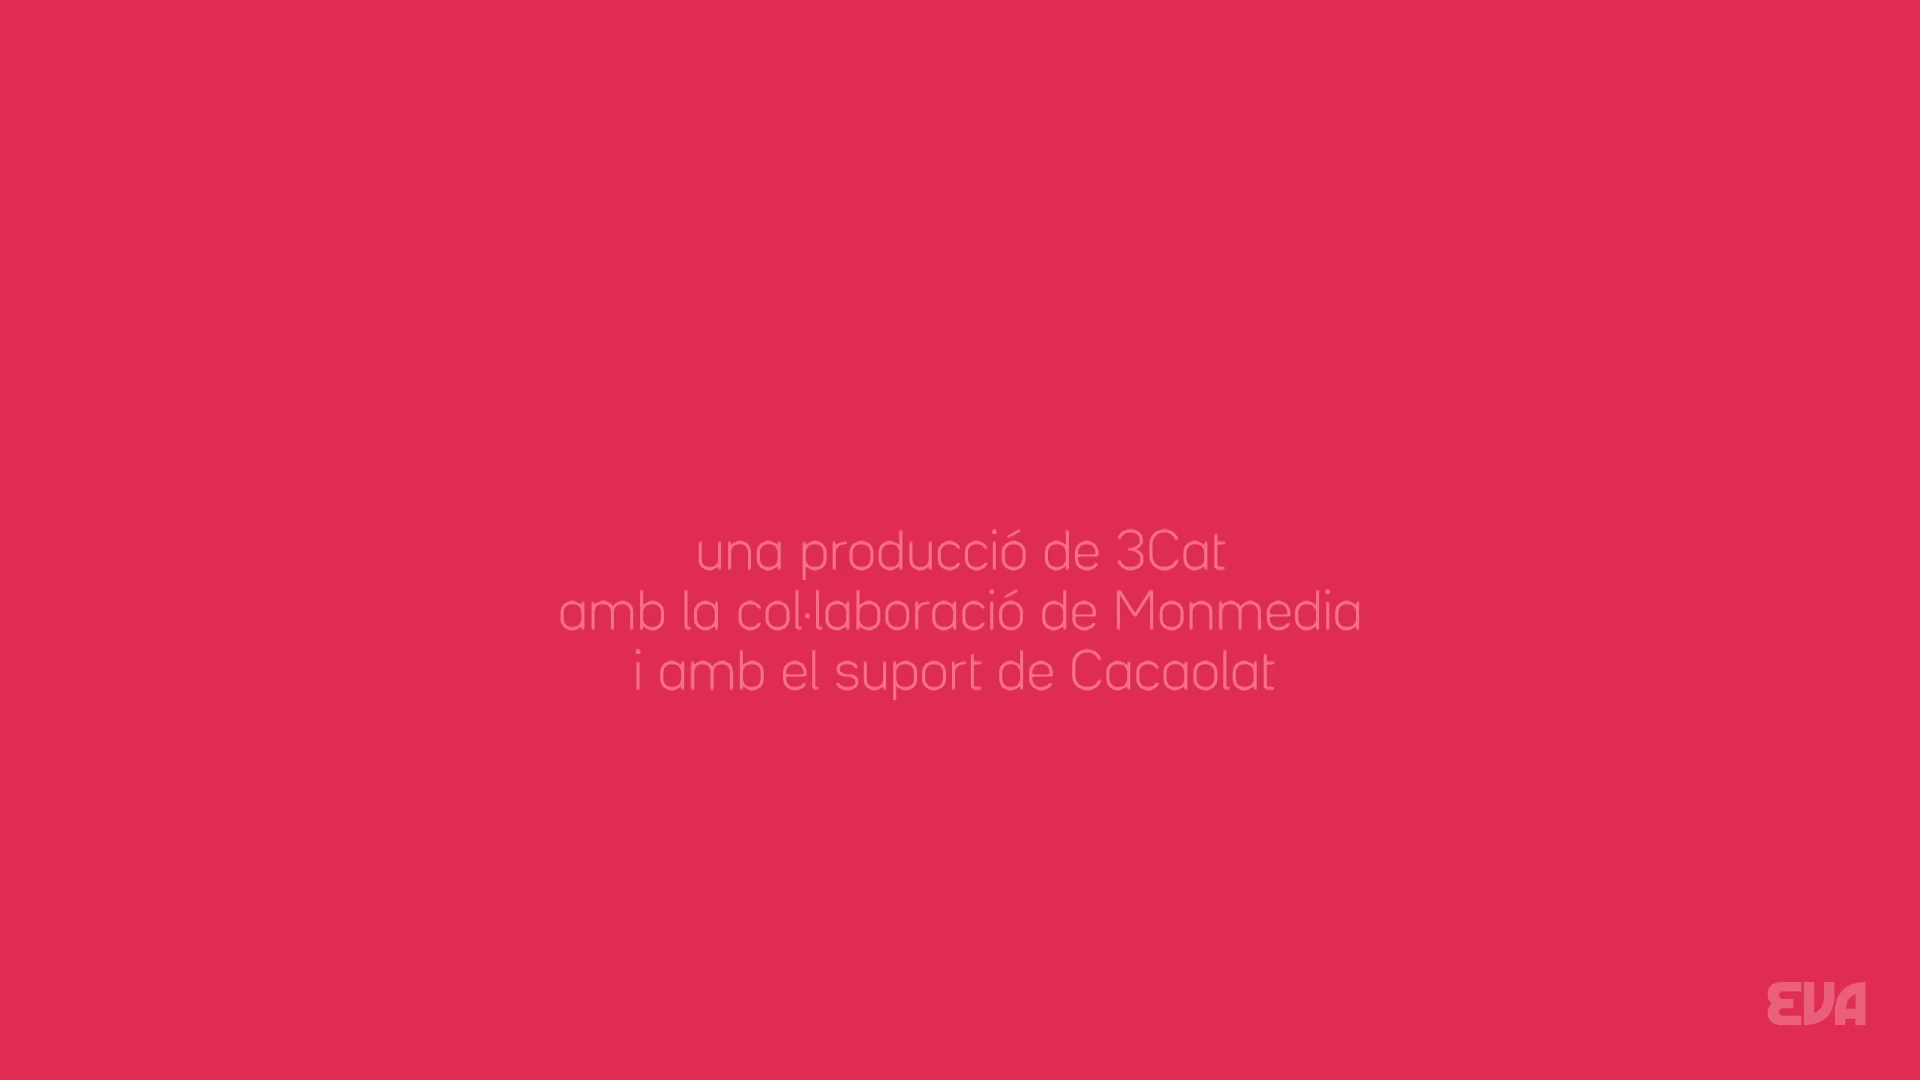 una producció de 3Cat
amb la col·laboració de Monmedia
i amb el suport de Cacaolat
EVA